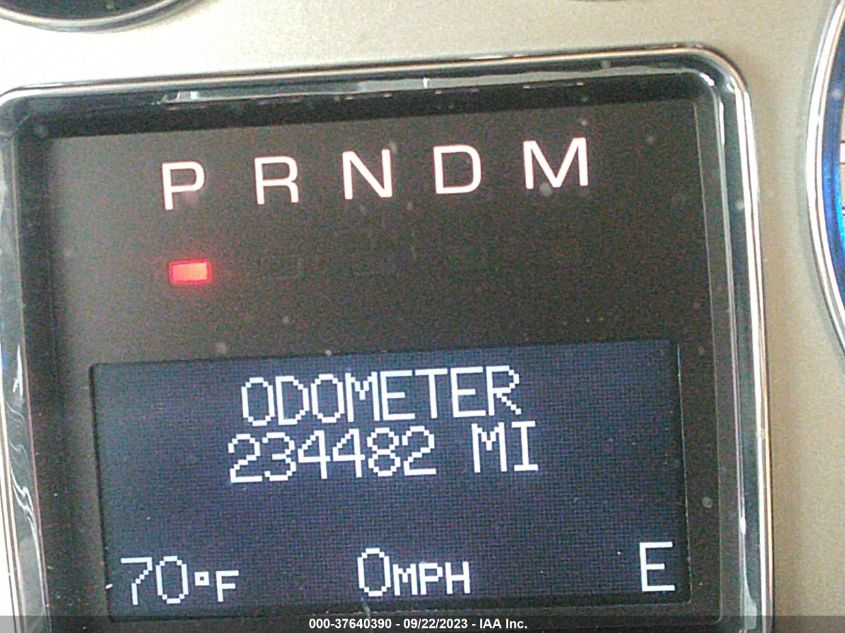 P R N D M
ODOMETER
234482 MI
70°F 0MPH E
000-37640390 - 09/22/2023 - IAA Inc.